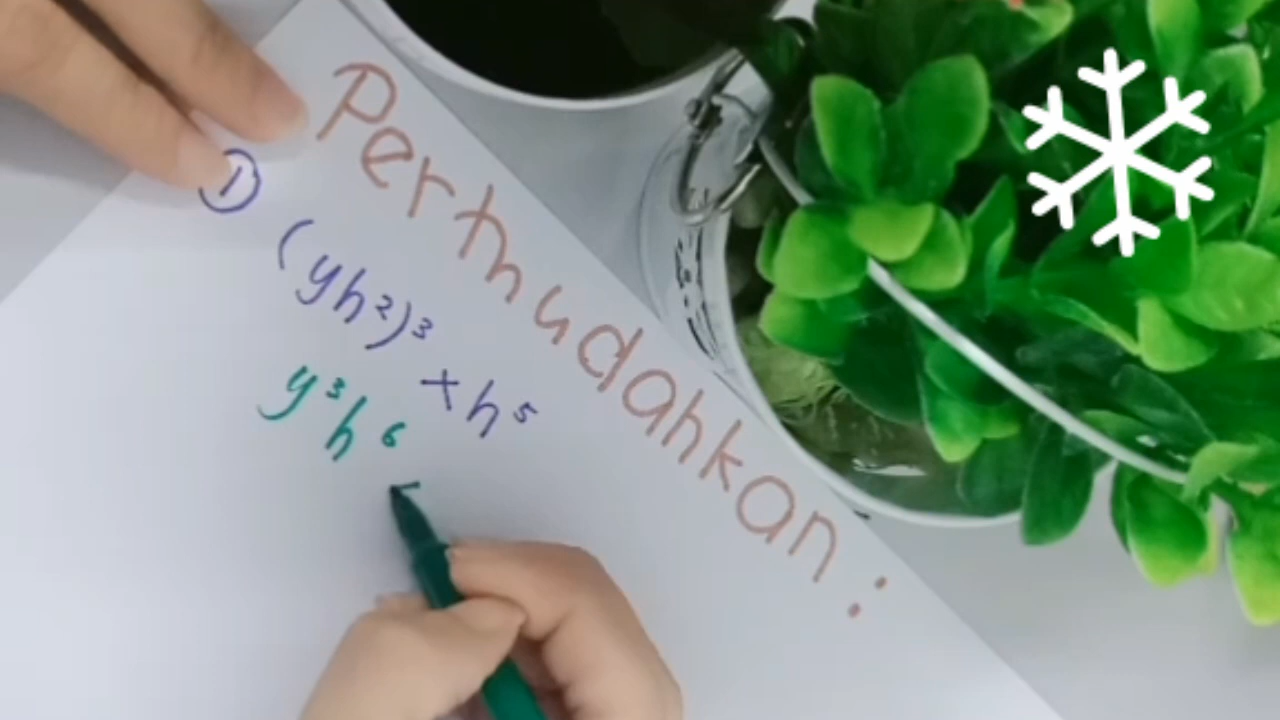 Permudahkan :
① (yh²)³ × h⁵
y³h⁶